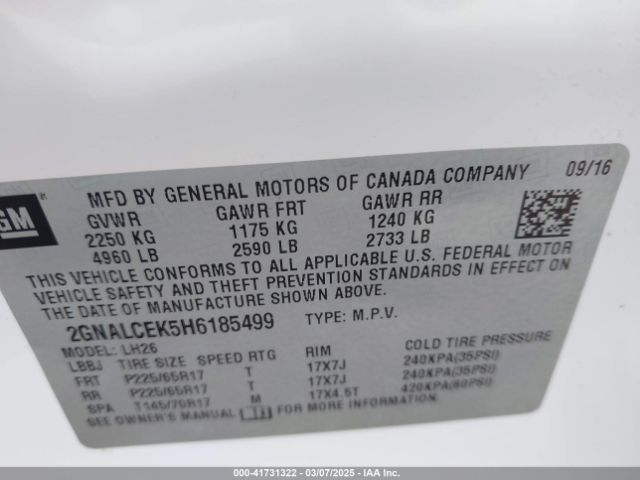 GM
MFD BY GENERAL MOTORS OF CANADA COMPANY 09/16
GVWR GAWR FRT GAWR RR
2250 KG 1175 KG 1240 KG
4960 LB 2590 LB 2733 LB
THIS VEHICLE CONFORMS TO ALL APPLICABLE U.S. FEDERAL MOTOR
VEHICLE SAFETY AND THEFT PREVENTION STANDARDS IN EFFECT ON
THE DATE OF MANUFACTURE SHOWN ABOVE.
2GNALCEK5H6185499 TYPE: M.P.V.
MODEL: LH26
LBBJ TIRE SIZE SPEED RTG RIM COLD TIRE PRESSURE
FRT P225/65R17 T 17X7J 240KPA(35PSI)
RR P225/65R17 T 17X7J 240KPA(35PSI)
SPA T145/70R17 M 17X4.5T 420KPA(60PSI)
SEE OWNER'S MANUAL FOR MORE INFORMATION.
000-41731322 - 03/07/2025 - IAA Inc.